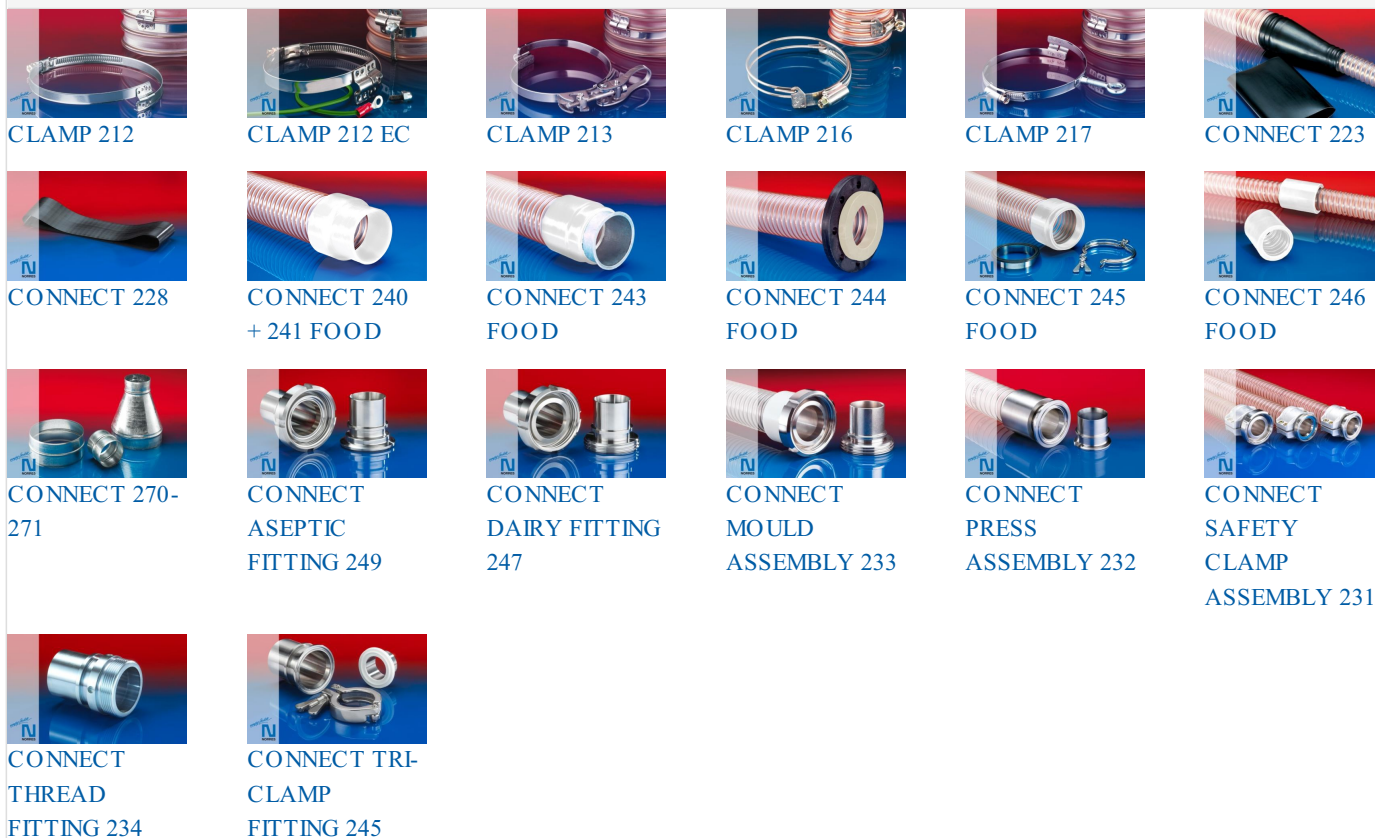 CLAMP 212
CLAMP 212 EC
CLAMP 213
CLAMP 216
CLAMP 217
CONNECT 223
CONNECT 228
CONNECT 240
+ 241 FOOD
CONNECT 243
FOOD
CONNECT 244
FOOD
CONNECT 245
FOOD
CONNECT 246
FOOD
CONNECT 270-
271
CONNECT
ASEPTIC
FITTING 249
CONNECT
DAIRY FITTING
247
CONNECT
MOULD
ASSEMBLY 233
CONNECT
PRESS
ASSEMBLY 232
CONNECT
SAFETY
CLAMP
ASSEMBLY 231
CONNECT
THREAD
FITTING 234
CONNECT TRI-
CLAMP
FITTING 245